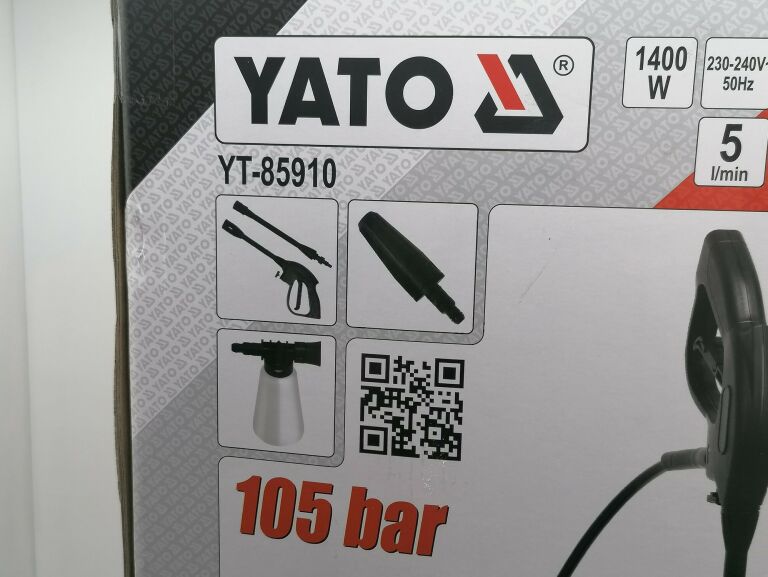 YATO ®
1400
W
230-240V~
50Hz
5
l/min
YT-85910
105 bar